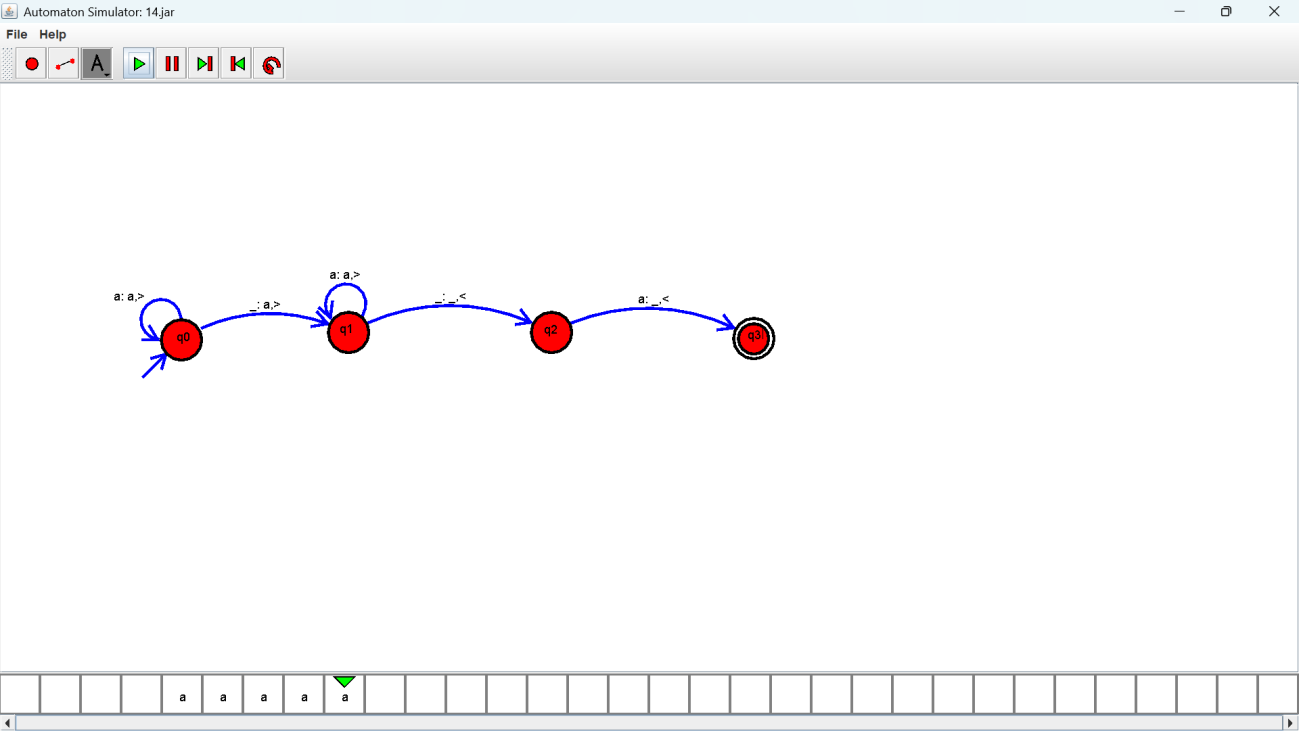 Automaton Simulator: 14.jar
File Help
A
a: a,>
a: a,>
_: a,>
_: _,<
a: _,<
q0
q1
q2
q3
a a a a a